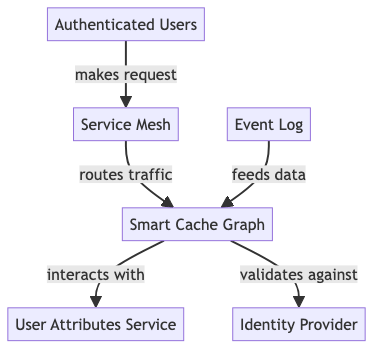 Authenticated Users
makes request
Service Mesh
Event Log
routes traffic
feeds data
Smart Cache Graph
interacts with
validates against
User Attributes Service
Identity Provider